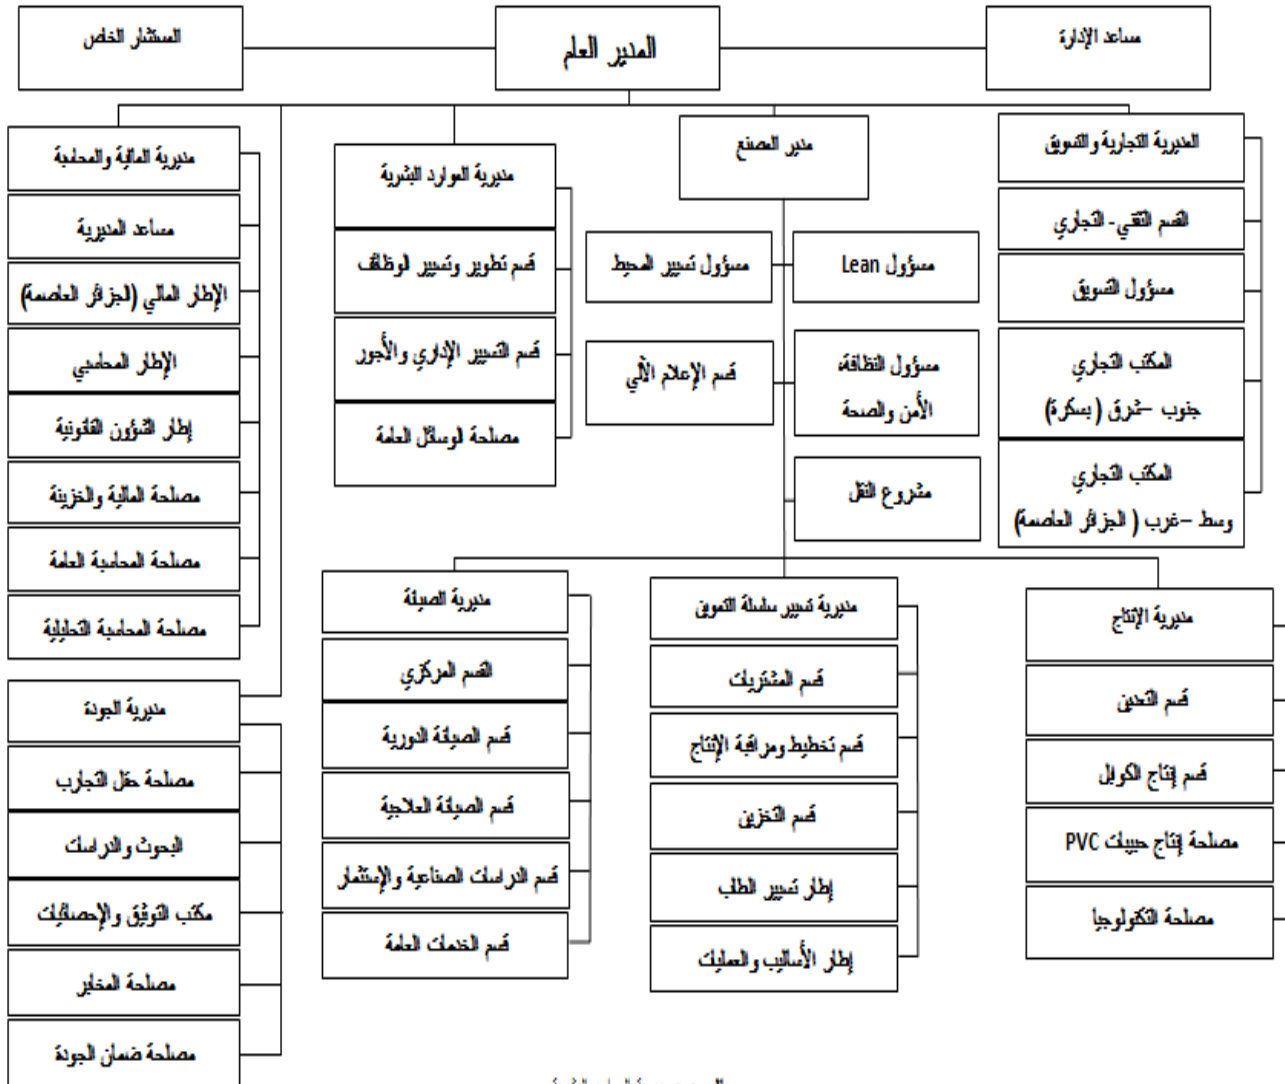 مساعد الإدارة
المدير العام
المستشار الخاص
المديرية التجارية والتسويق
القسم التقني- التجاري
مسؤول التسويق
المكتب التجاري
جنوب –شرق ( بسكرة)
المكتب التجاري
وسط –غرب ( الجزائر العاصمة)
مدير المصنع
مسؤول Lean
مسؤول تسيير المحيط
مسؤول النظافة،
الأمن والصحة
قسم الإعلام الآلي
مشروع النقل
مديرية الموارد البشرية
قسم تطوير وتسيير الوظائف
قسم التسيير الإداري والأجور
مصلحة الوسائل العامة
مديرية المالية والمحاسبة
مساعد المديرية
الإطار المالي (الجزائر العاصمة)
الإطار المحاسبي
إطار الشؤون القانونية
مصلحة المالية والخزينة
مصلحة المحاسبة العامة
مصلحة المحاسبة التحليلية
مديرية الإنتاج
قسم التعدين
قسم إنتاج الكوابل
مصلحة إنتاج حبيبات PVC
مصلحة التكنولوجيا
مديرية تسيير سلسلة التموين
قسم المشتريات
قسم تخطيط ومراقبة الإنتاج
قسم التخزين
إطار تسيير الطلب
إطار الأساليب والعمليات
مديرية الصيانة
القسم المركزي
قسم الصيانة الدورية
قسم الصيانة العلاجية
قسم الدراسات الصناعية والإستثمار
قسم الخدمات العامة
مديرية الجودة
مصلحة حقل التجارب
البحوث والدراسات
مكتب التوثيق والإحصائيات
مصلحة المخابر
مصلحة ضمان الجودة